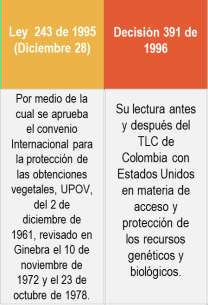 Ley 243 de 1995
(Diciembre 28)
Decisión 391 de
1996
Por medio de la
cual se aprueba
el convenio
Internacional para
la protección de
las obtenciones
vegetales, UPOV,
del 2 de
diciembre de
1961, revisado en
Ginebra el 10 de
noviembre de
1972 y el 23 de
octubre de 1978.
Su lectura antes
y después del
TLC de
Colombia con
Estados Unidos
en materia de
acceso y
protección de
los recursos
genéticos y
biológicos.